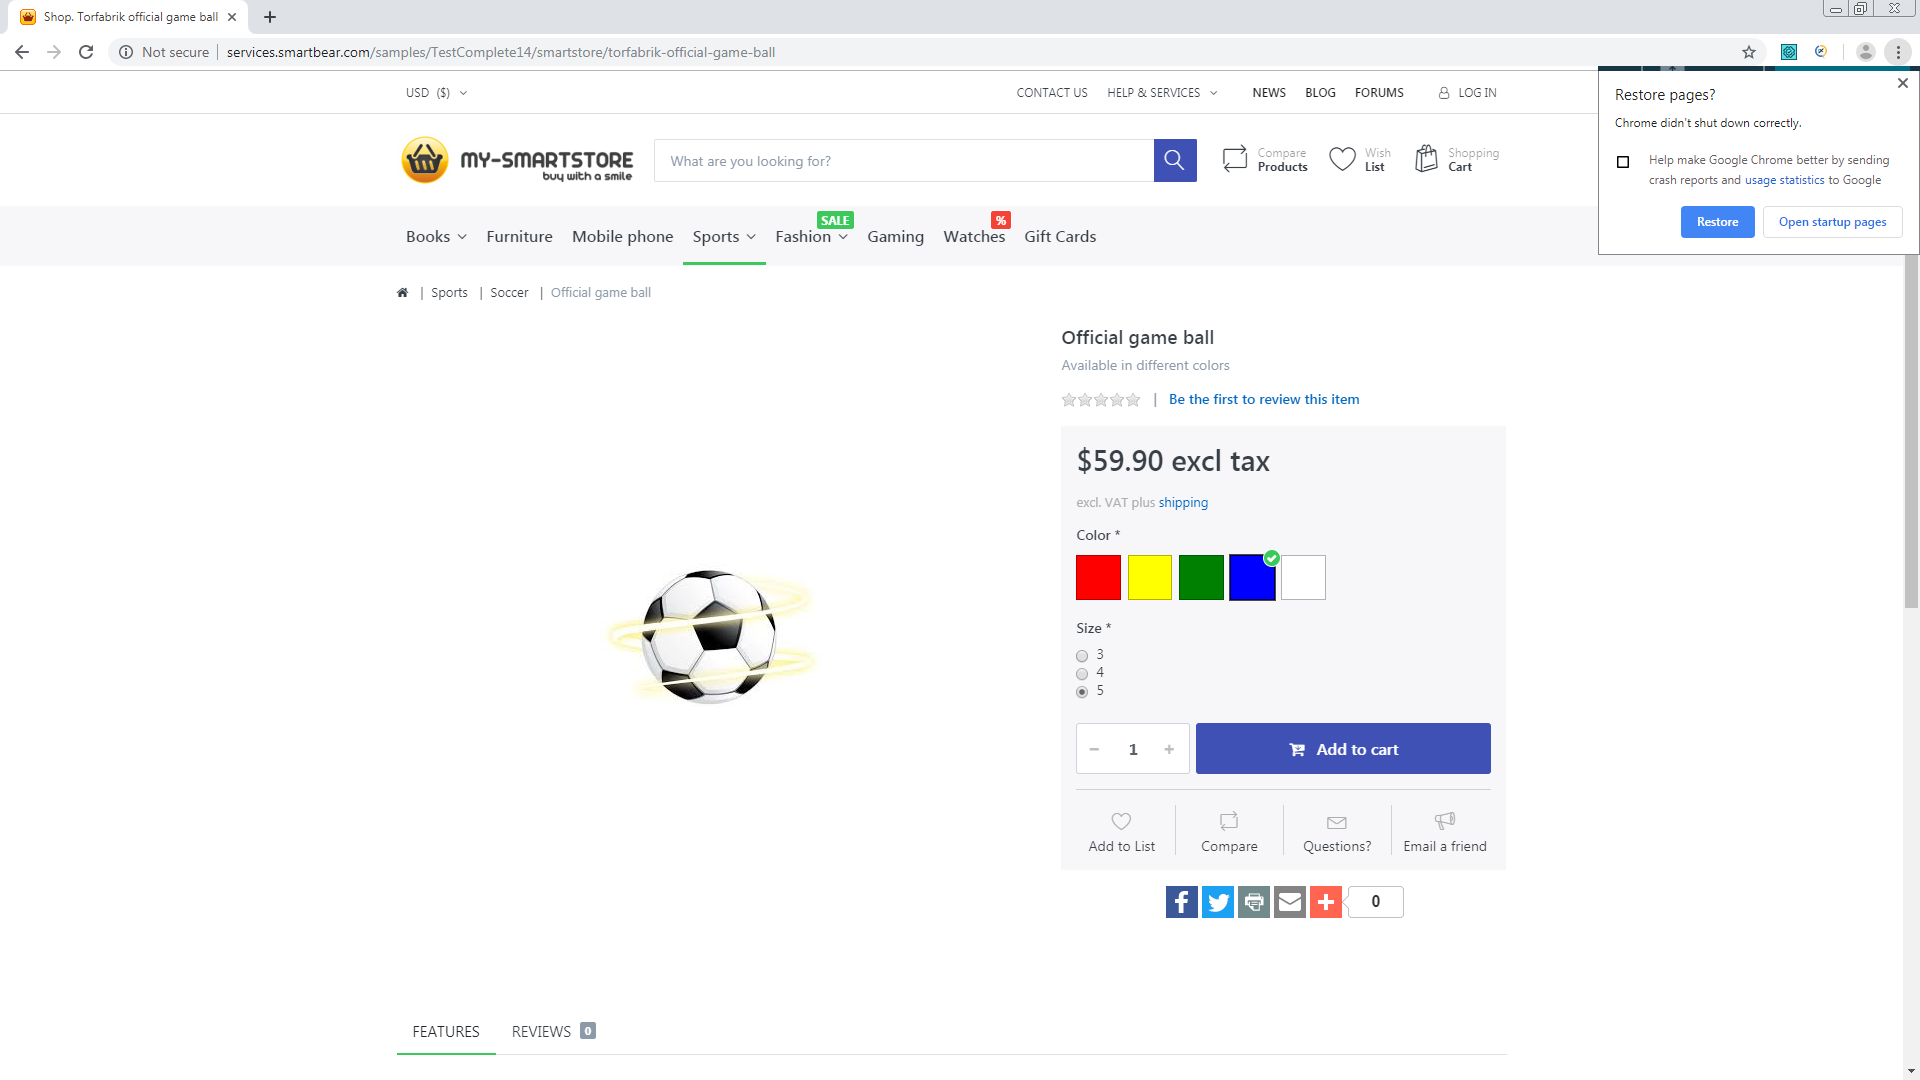 Shop. Torfabrik official game ball
Not secure
services.smartbear.com/samples/TestComplete14/smartstore/torfabrik-official-game-ball
USD ($)
CONTACT US
HELP & SERVICES
NEWS
BLOG
FORUMS
LOG IN
Restore pages?
Chrome didn't shut down correctly.
Help make Google Chrome better by sending
crash reports and usage statistics to Google
Restore
Open startup pages
MY-SMARTSTORE
buy with a smile
What are you looking for?
Compare
Products
Wish
List
Shopping
Cart
SALE
%
Books
Furniture
Mobile phone
Sports
Fashion
Gaming
Watches
Gift Cards
| Sports | Soccer | Official game ball
Official game ball
Available in different colors
| Be the first to review this item
$59.90 excl tax
excl. VAT plus shipping
Color *
Size *
3
4
5
1
Add to cart
Add to List
Compare
Questions?
Email a friend
0
FEATURES
REVIEWS 0